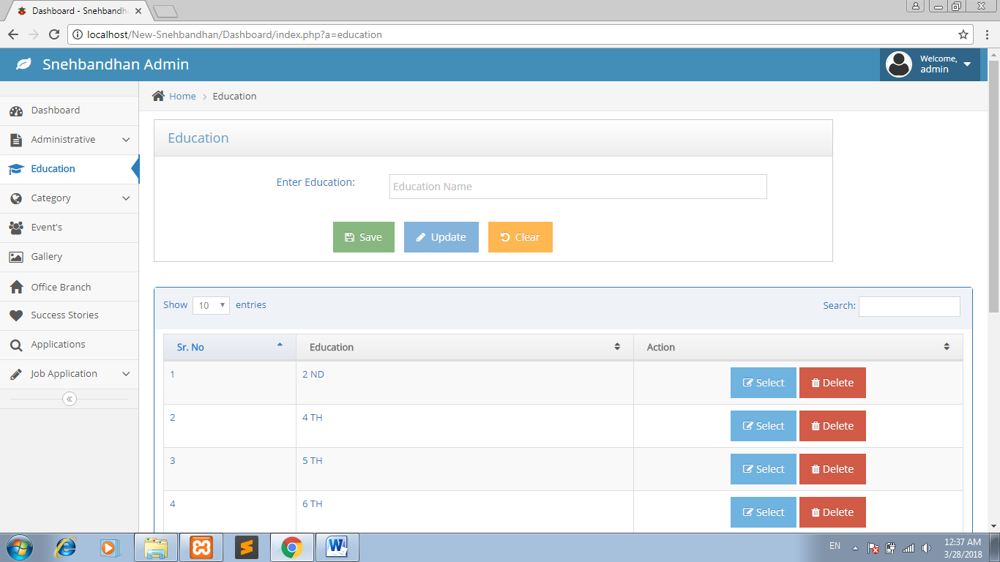 Dashboard - Snehbandh
localhost/New-Snehbandhan/Dashboard/index.php?a=education
Snehbandhan Admin
Welcome,
admin
Home > Education
Dashboard
Administrative
Education
Category
Event's
Gallery
Office Branch
Success Stories
Applications
Job Application
Education
Enter Education: Education Name
Save Update Clear
Show 10 entries Search:
Sr. No Education Action
1 2 ND Select Delete
2 4 TH Select Delete
3 5 TH Select Delete
4 6 TH Select Delete
EN 12:37 AM
3/28/2018